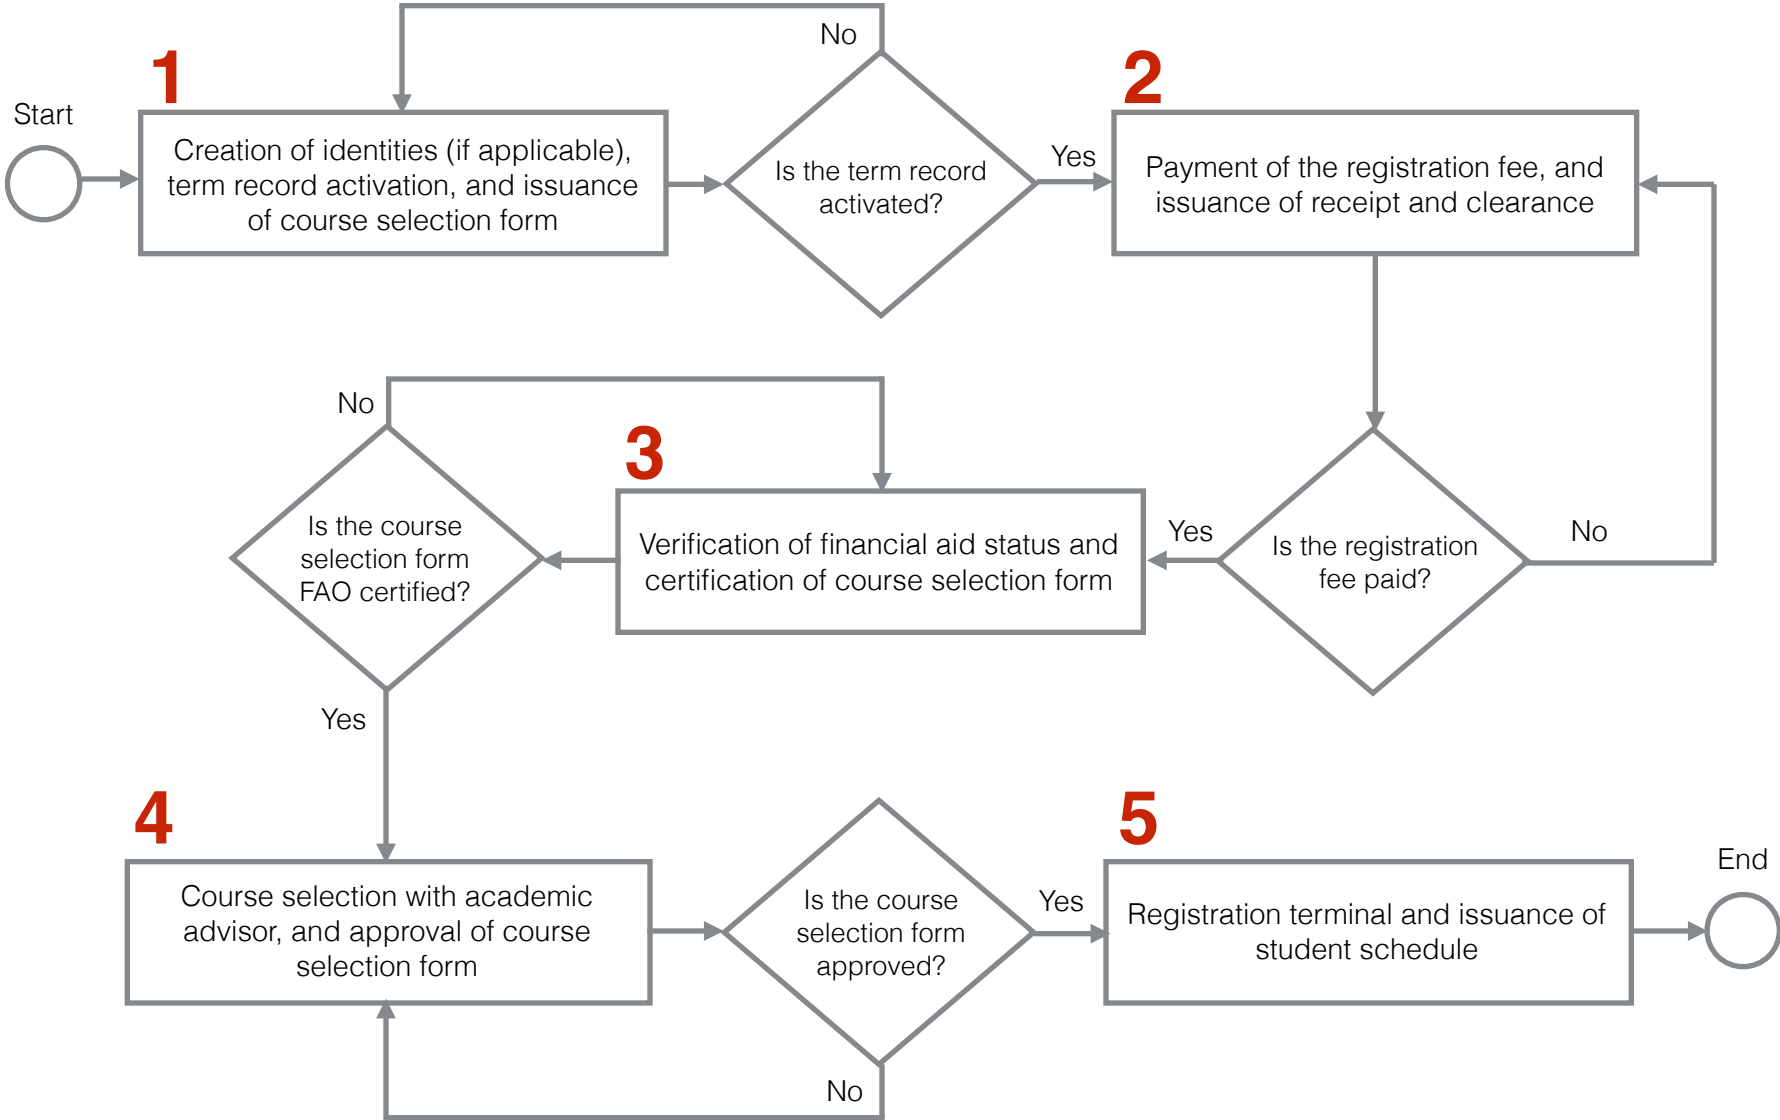 Start
1
Creation of identities (if applicable),
term record activation, and issuance
of course selection form
No
Is the term record
activated?
Yes
2
Payment of the registration fee, and
issuance of receipt and clearance
Is the registration
fee paid?
No
Yes
3
Verification of financial aid status and
certification of course selection form
No
Is the course
selection form
FAO certified?
Yes
4
Course selection with academic
advisor, and approval of course
selection form
Is the course
selection form
approved?
No
Yes
5
Registration terminal and issuance of
student schedule
End